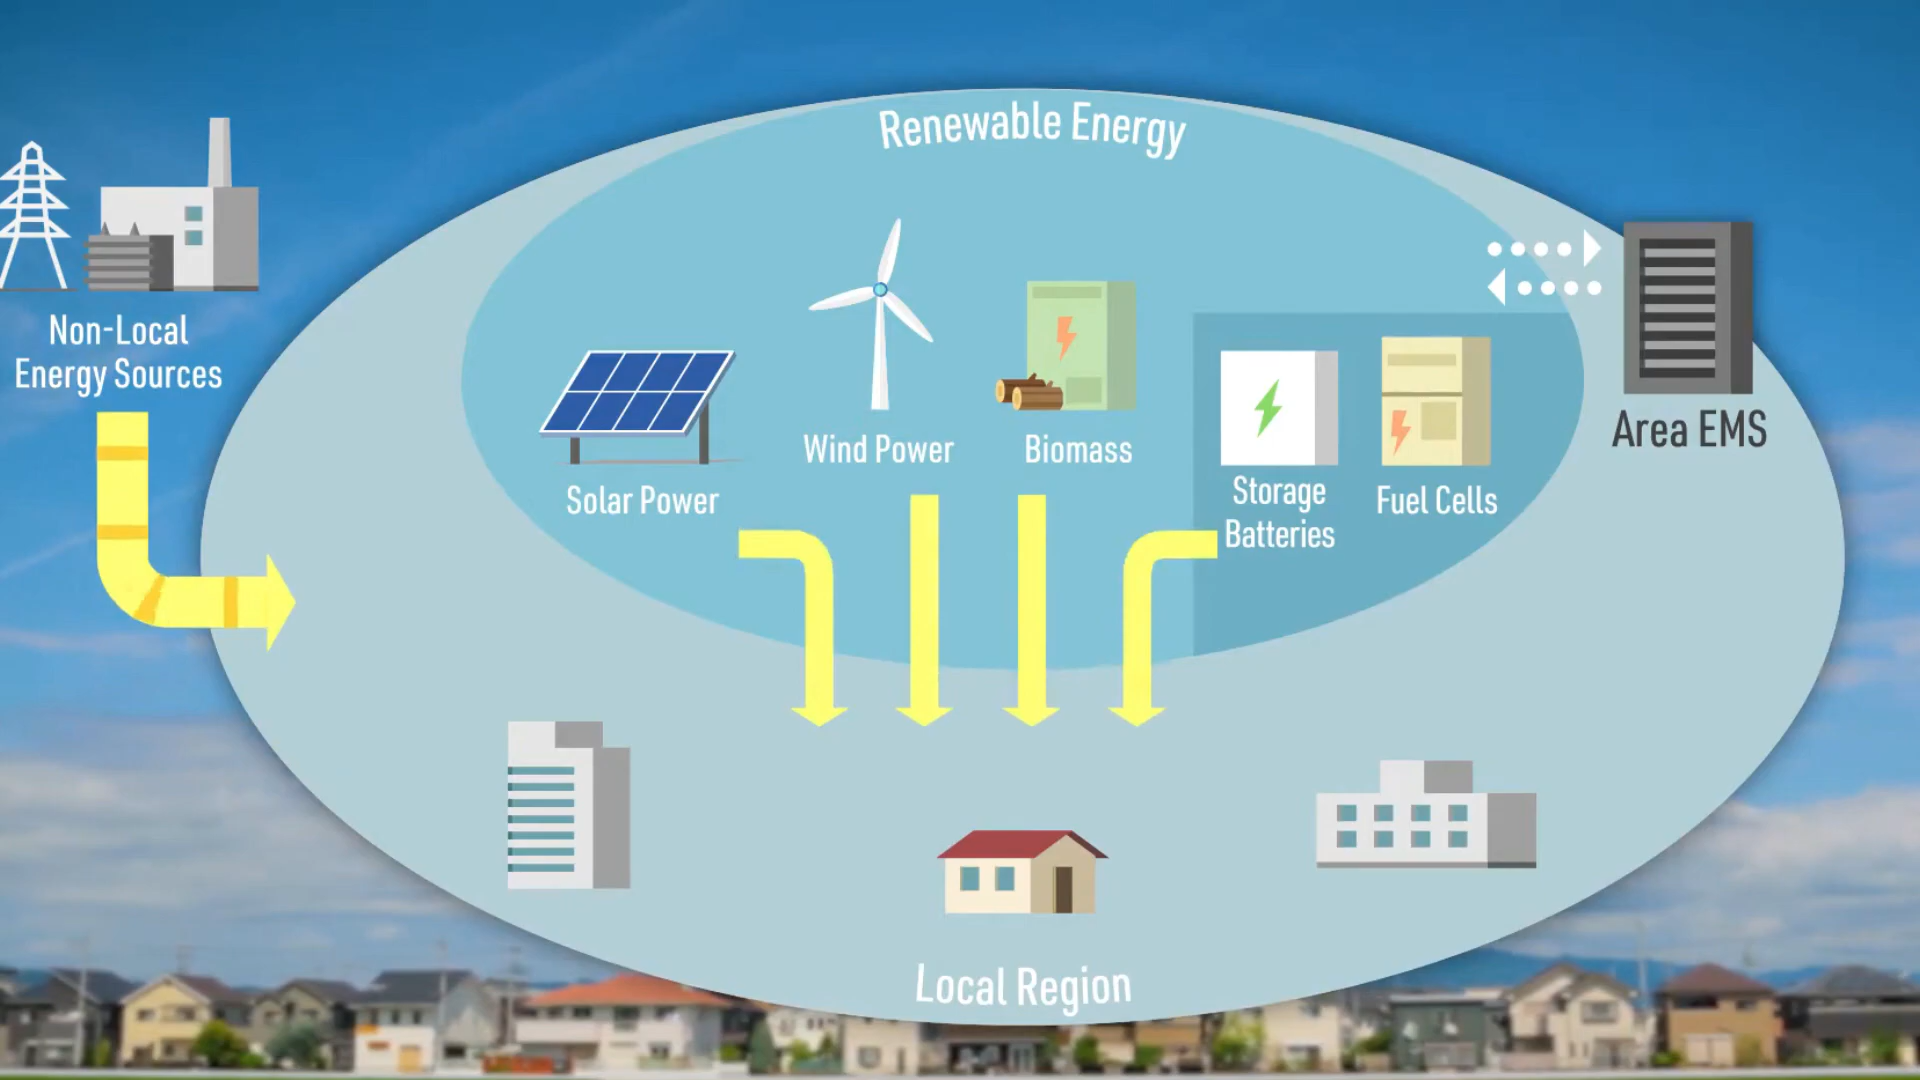 Renewable Energy
Non-Local
Energy Sources
Solar Power
Wind Power
Biomass
Storage
Batteries
Fuel Cells
Area EMS
Local Region